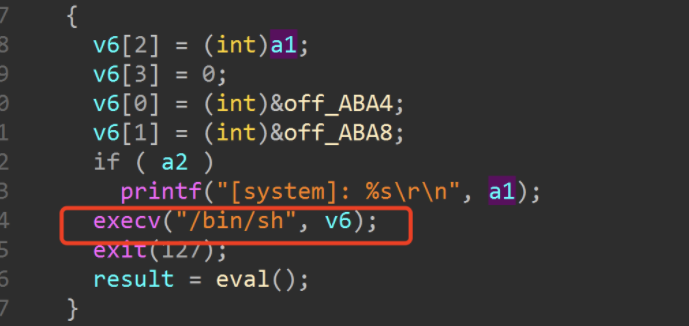 7 {
8 v6[2] = (int)a1;
9 v6[3] = 0;
0 v6[0] = (int)&off_ABA4;
1 v6[1] = (int)&off_ABA8;
2 if ( a2 )
3 printf("[system]: %s\r\n", a1);
4 execv("/bin/sh", v6);
5 exit(127);
6 result = eval();
7 }